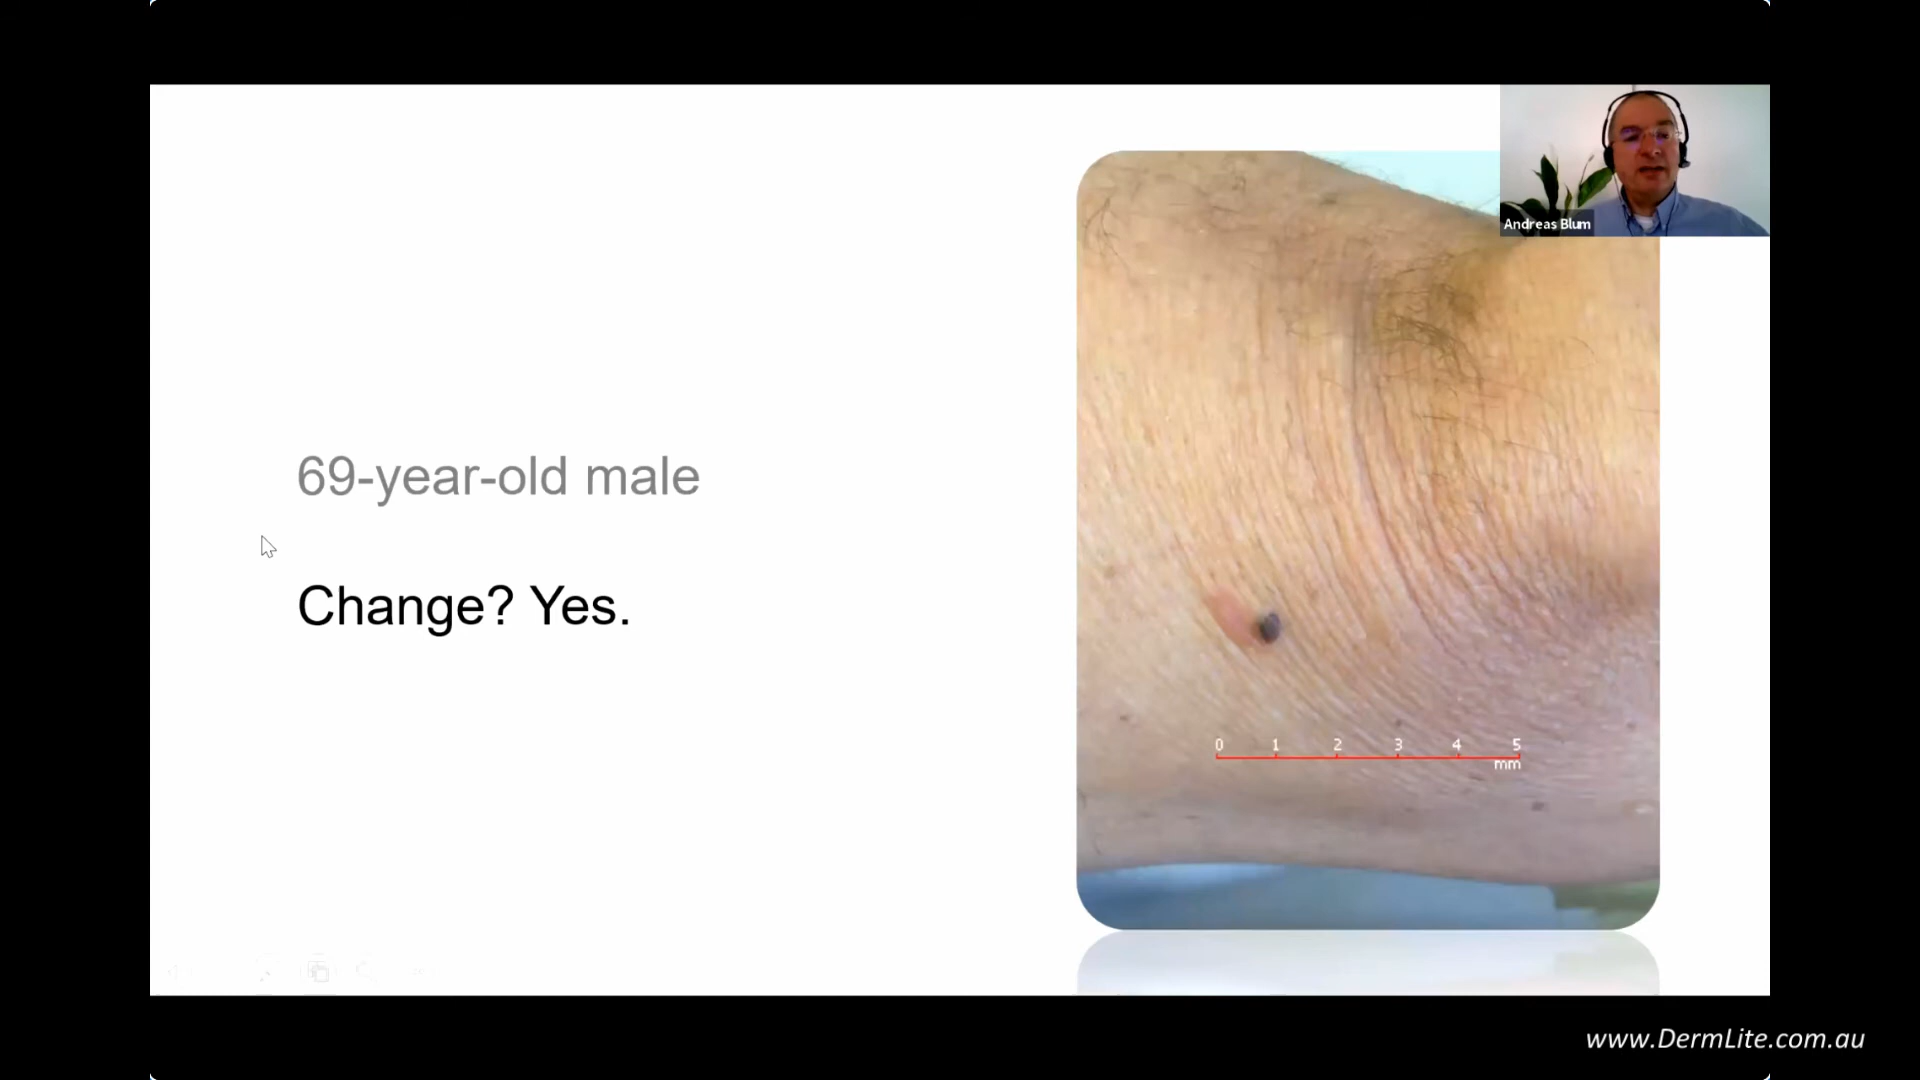 Andreas Blum
69-year-old male
Change? Yes.
0 1 2 3 4 5
mm
www.DermLite.com.au